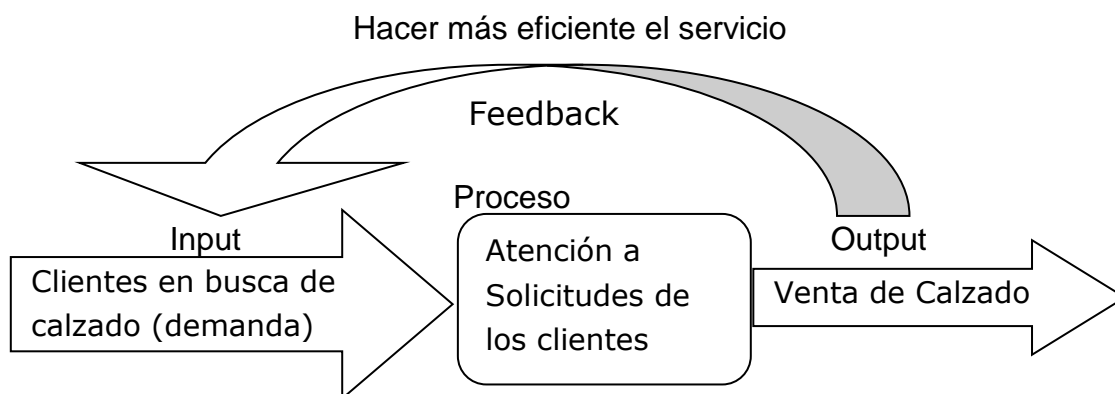 Hacer más eficiente el servicio
Feedback
Proceso
Input
Output
Clientes en busca de
calzado (demanda)
Atención a
Solicitudes de
los clientes
Venta de Calzado